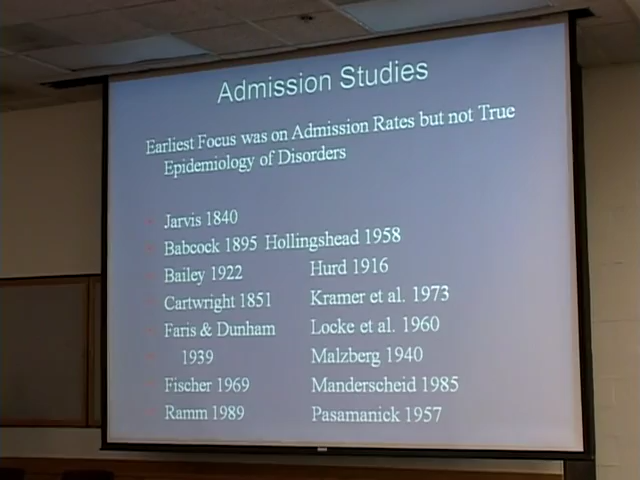 Admission Studies
Earliest Focus was on Admission Rates but not True
Epidemiology of Disorders
Jarvis 1840
Babcock 1895 Hollingshead 1958
Bailey 1922 Hurd 1916
Cartwright 1851 Kramer et al. 1973
Faris & Dunham Locke et al. 1960
1939 Malzberg 1940
Fischer 1969 Manderscheid 1985
Ramm 1989 Pasamanick 1957